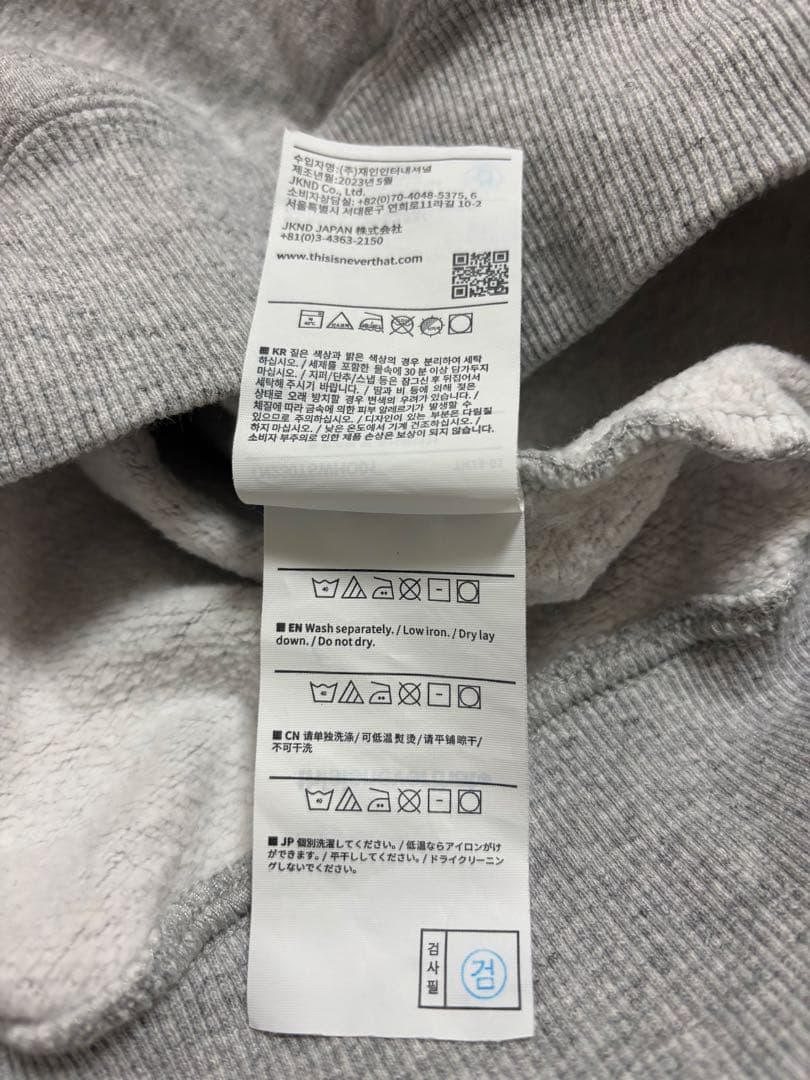 수입자명:(주)재인인터내셔널
제조년월:2023년 5월
JKND Co., Ltd.
소비자상담실: +82(0)70-4048-5375, 6
서울특별시 서대문구 연희로11라길 10-2
JKND JAPAN 株式会社
+81(0)3-4363-2150
www.thisisneverthat.com
■ KR 짙은 색상과 밝은 색상의 경우 분리하여 세탁
하십시오. / 세제를 포함한 물속에 30분 이상 담가두지
마십시오. / 지퍼/단추/스냅 등은 잠그신 후 뒤집어서
세탁해 주시기 바랍니다. / 땀과 비 등에 의해 젖은
상태로 오래 방치할 경우 변색의 우려가 있습니다. /
체질에 따라 금속에 의한 피부 알레르기가 발생할 수
있으므로 주의하십시오. / 디자인이 있는 부분은 다림질
하지 마십시오. / 낮은 온도에서 기계 건조하십시오. /
소비자 부주의로 인한 제품 손상은 보상이 되지 않습니다.
■ EN Wash separately. / Low iron. / Dry lay
down. / Do not dry.
■ CN 请单独洗涤/ 可低温熨烫/ 请平铺晾干/
不可干洗
■ JP 個別洗濯してください。/ 低温ならアイロンがけ
ができます。/ 平干ししてください。/ ドライクリーニン
グしないでください。
검사필
검